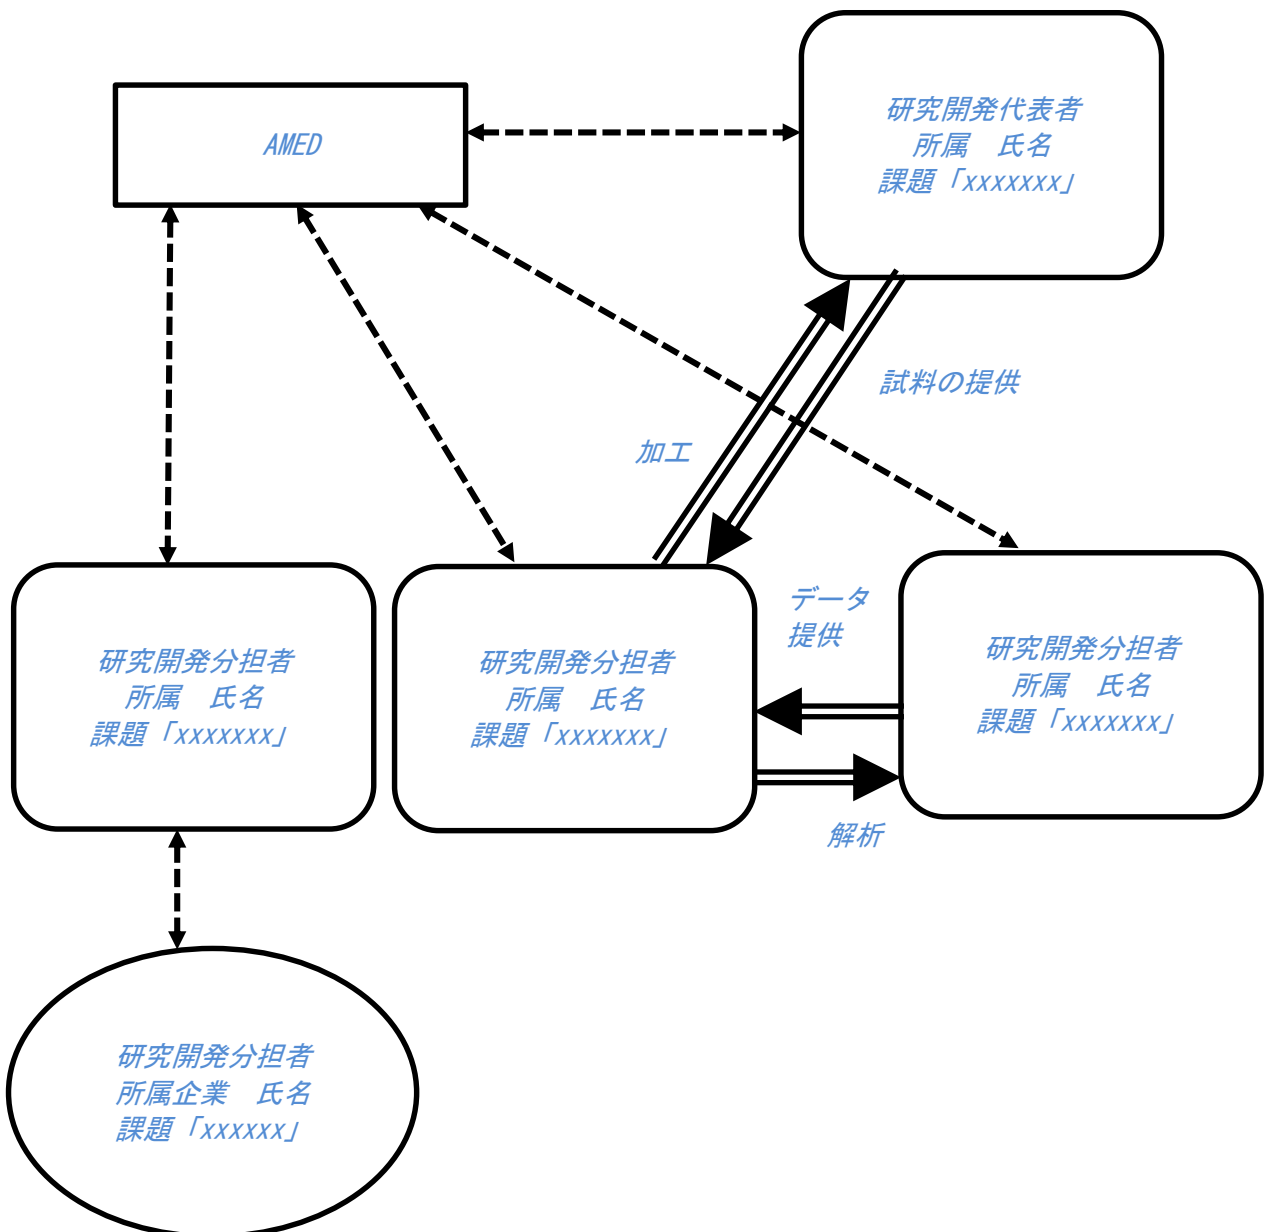 研究開発代表者
所属　氏名
課題「xxxxxxx」
AMED
試料の提供
加工
データ
提供
研究開発分担者
所属　氏名
課題「xxxxxxx」
研究開発分担者
所属　氏名
課題「xxxxxxx」
研究開発分担者
所属　氏名
課題「xxxxxxx」
解析
研究開発分担者
所属企業　氏名
課題「xxxxxx」